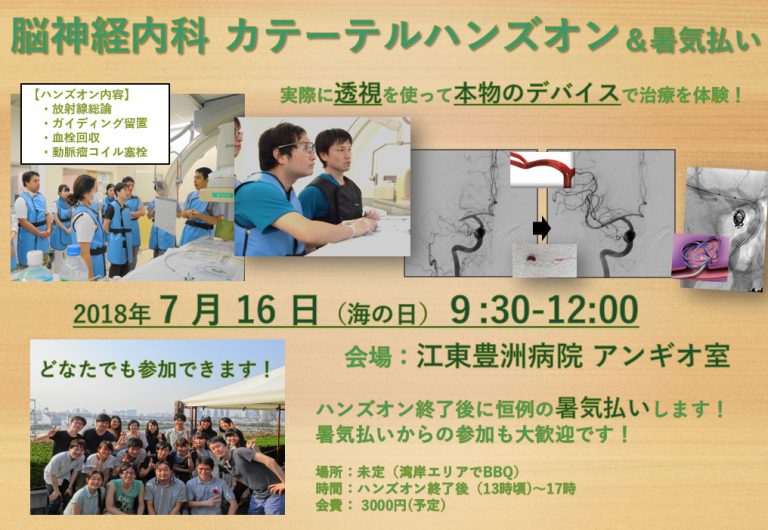 脳神経内科 カテーテルハンズオン＆暑気払い
実際に透視を使って本物のデバイスで治療を体験！
【ハンズオン内容】
・放射線総論
・ガイディング留置
・血栓回収
・動脈瘤コイル塞栓
2018年 7 月 16 日（海の日）9 :30-12:00
会場：江東豊洲病院 アンギオ室
どなたでも参加できます！
ハンズオン終了後に恒例の暑気払いします！
暑気払いからの参加も大歓迎です！
場所：未定（湾岸エリアでBBQ）
時間：ハンズオン終了後（13時頃)～17時
会費： 3000円(予定)